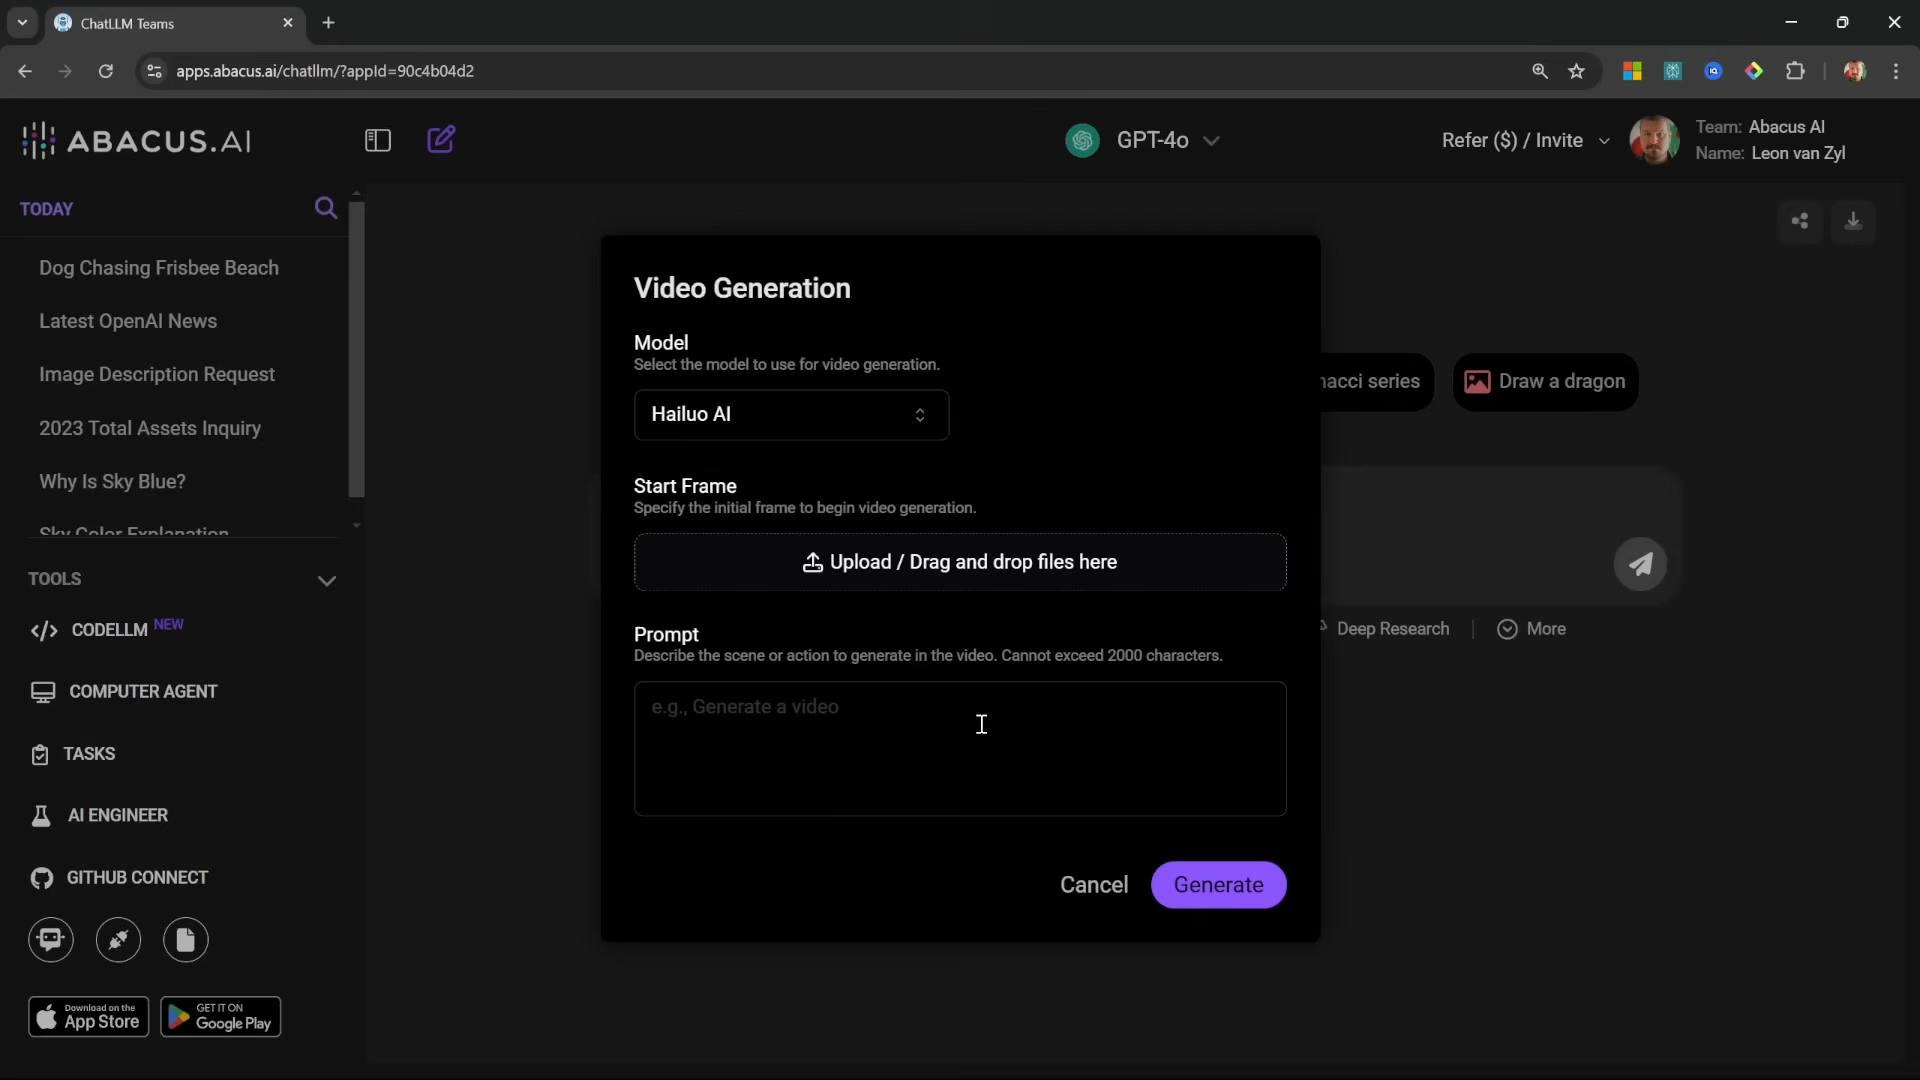 ChatLLM Teams
apps.abacus.ai/chatllm/?appId=90c4b04d2
ABACUS.AI
GPT-4o
Refer ($) / Invite
Team: Abacus AI
Name: Leon van Zyl
TODAY
Dog Chasing Frisbee Beach
Latest OpenAI News
Image Description Request
2023 Total Assets Inquiry
Why Is Sky Blue?
Sky Color Explanation
TOOLS
CODELLM NEW
COMPUTER AGENT
TASKS
AI ENGINEER
GITHUB CONNECT
Download on the
App Store
GET IT ON
Google Play
Video Generation
Model
Select the model to use for video generation.
Hailuo AI
Start Frame
Specify the initial frame to begin video generation.
Upload / Drag and drop files here
Prompt
Describe the scene or action to generate in the video. Cannot exceed 2000 characters.
e.g., Generate a video
Cancel
Generate
nacci series
Draw a dragon
Deep Research
More